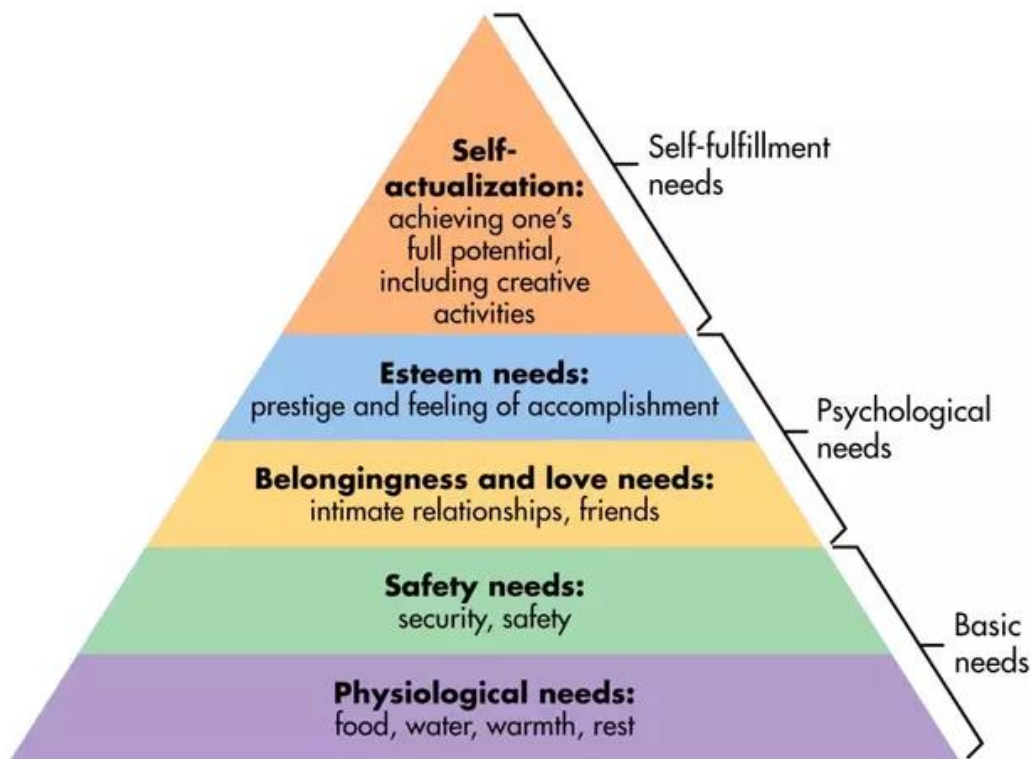 Self-
actualization:
achieving one's
full potential,
including creative
activities
Self-fulfillment
needs
Esteem needs:
prestige and feeling of accomplishment
Psychological
needs
Belongingness and love needs:
intimate relationships, friends
Safety needs:
security, safety
Basic
needs
Physiological needs:
food, water, warmth, rest